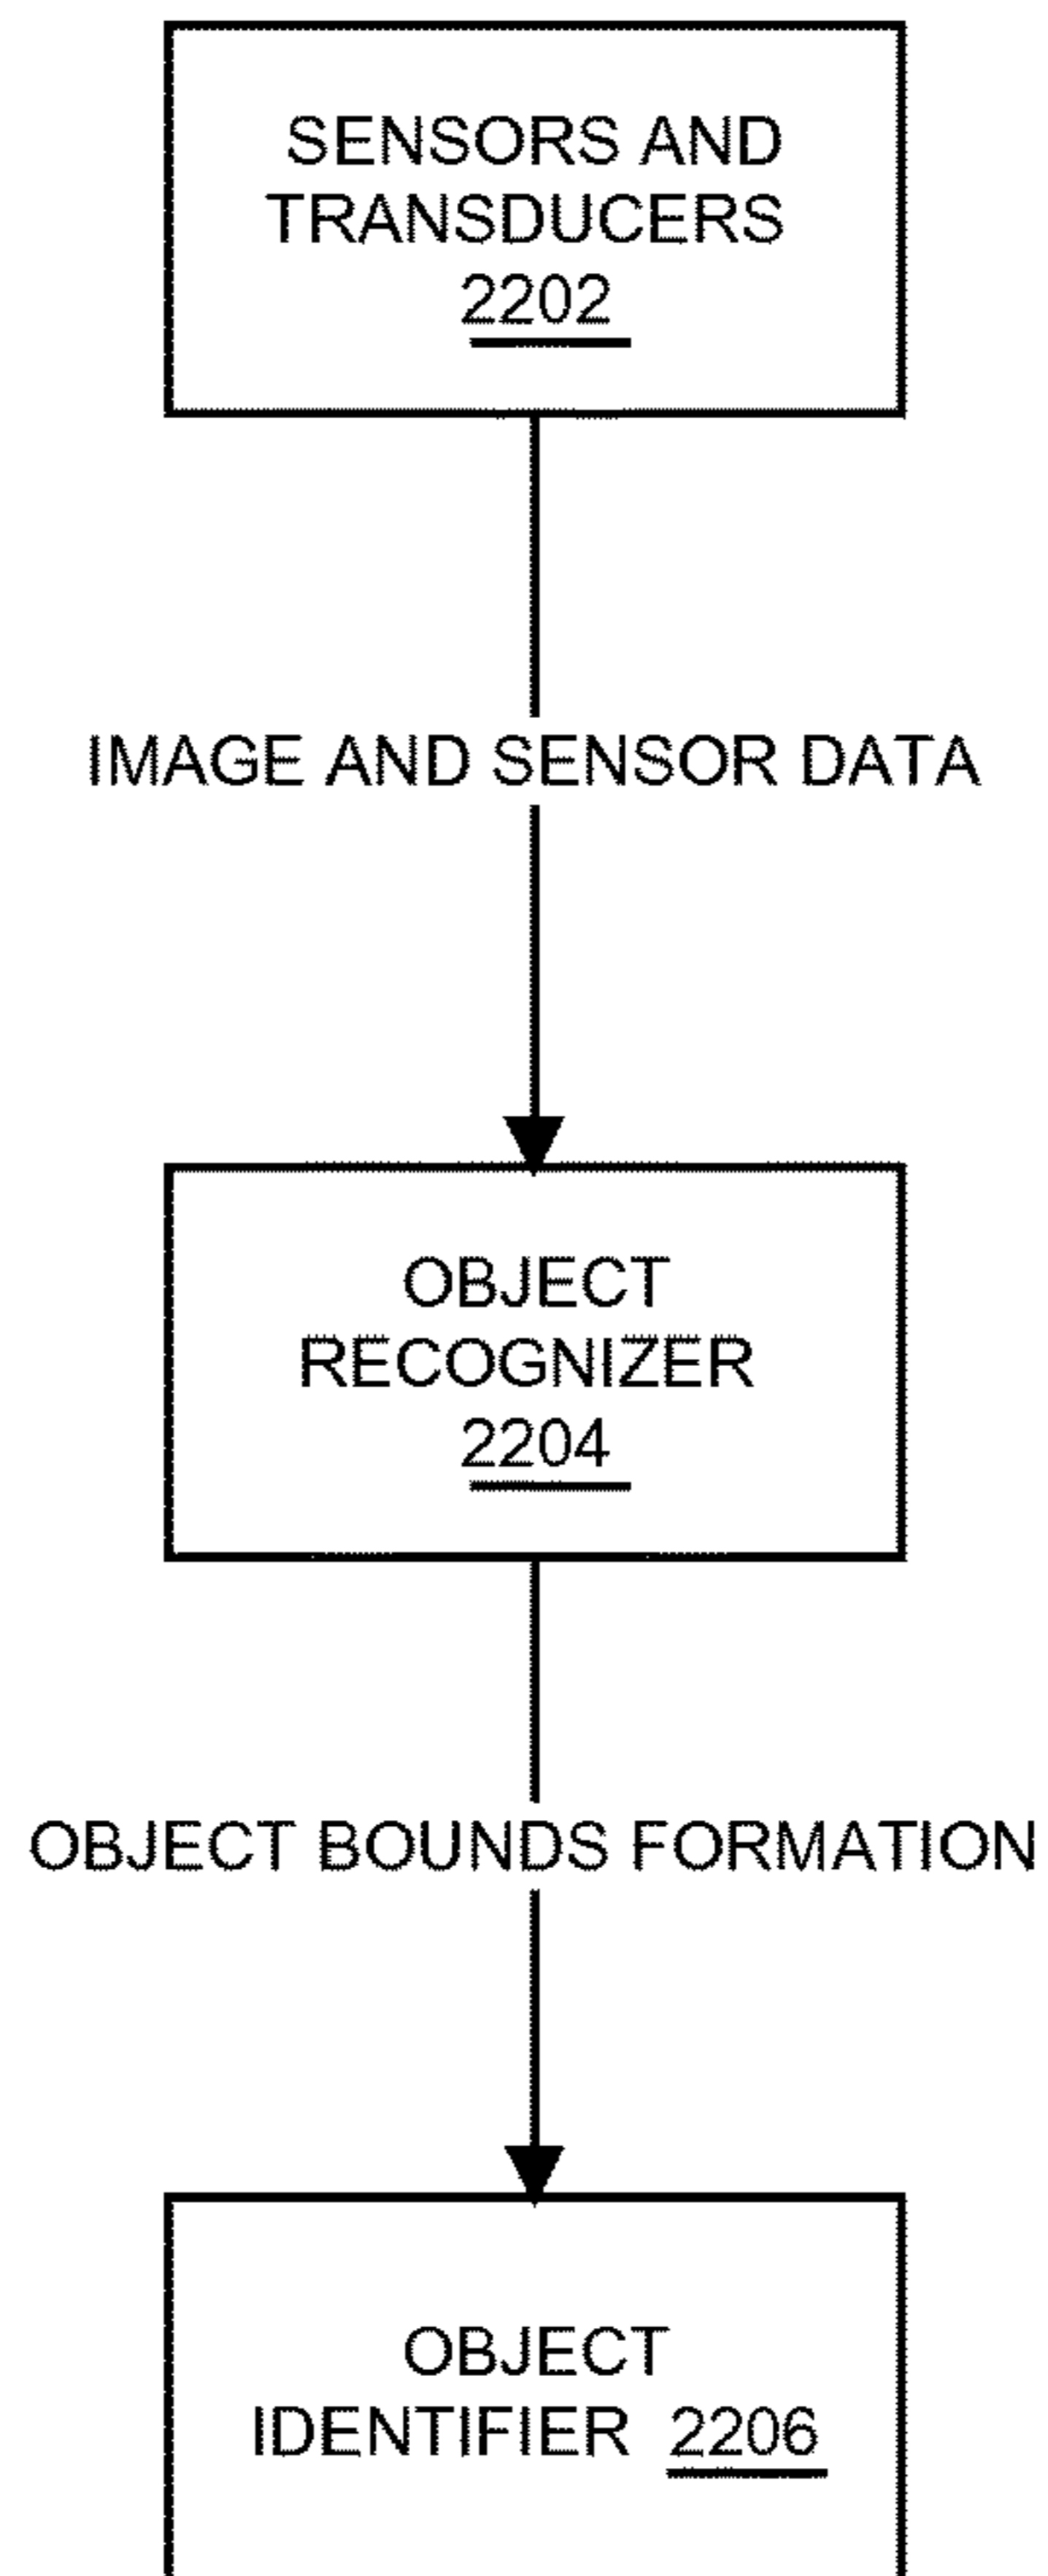 SENSORS AND
TRANSDUCERS
2202
IMAGE AND SENSOR DATA
OBJECT
RECOGNIZER
2204
OBJECT BOUNDS FORMATION
OBJECT
IDENTIFIER 2206